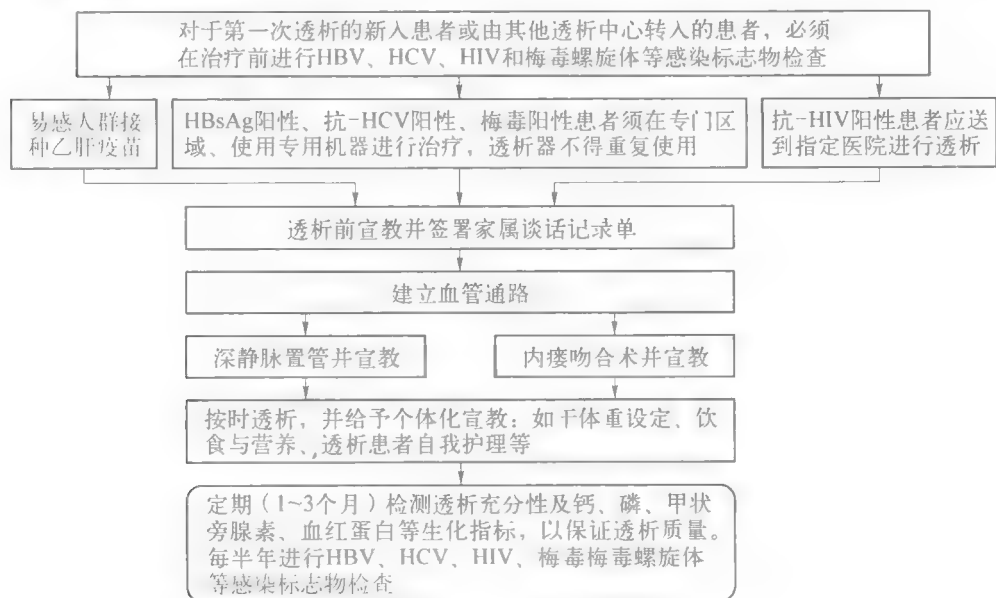 对于第一次透析的新入患者或由其他透析中心转入的患者，必须
在治疗前进行HBV、HCV、HIV和梅毒螺旋体等感染标志物检查
易感人群接
种乙肝疫苗
HBsAg阳性、抗-HCV阳性、梅毒阳性患者须在专门区
域、使用专用机器进行治疗，透析器不得重复使用
抗-HIV阳性患者应送
到指定医院进行透析
透析前宣教并签署家属谈话记录单
建立血管通路
深静脉置管并宣教
内瘘吻合术并宣教
按时透析，并给予个体化宣教：如干体重设定、饮
食与营养、透析患者自我护理等
定期（1~3个月）检测透析充分性及钙、磷、甲状
旁腺素、血红蛋白等生化指标，以保证透析质量。
每半年进行HBV、HCV、HIV、梅毒梅毒螺旋体
等感染标志物检查